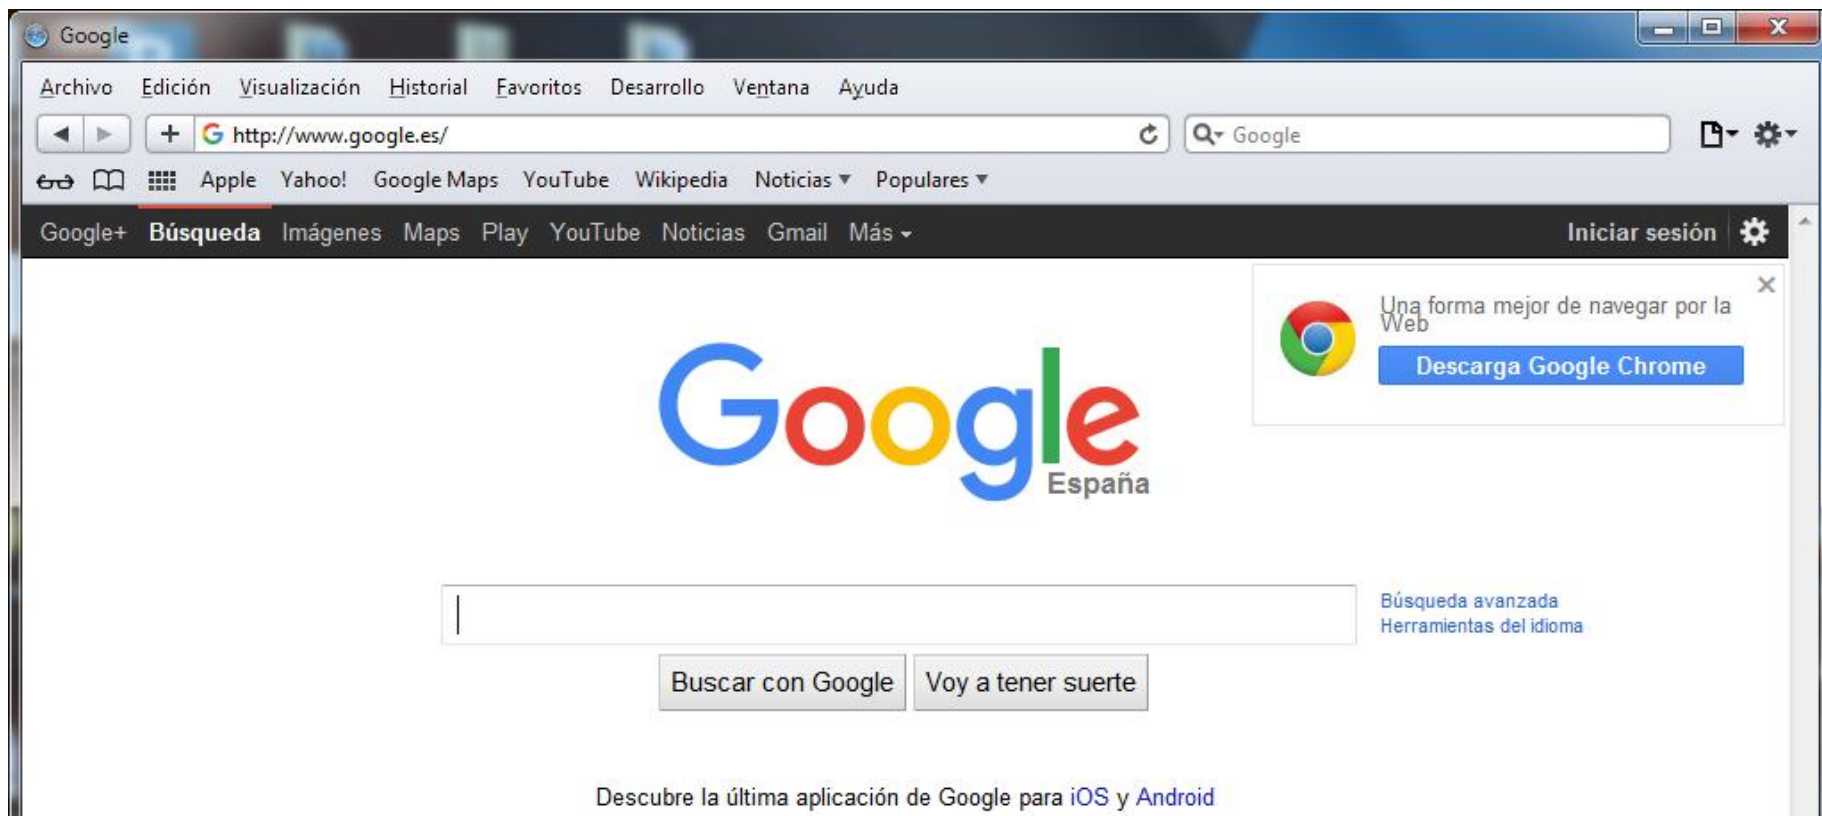 Google
Archivo Edición Visualización Historial Favoritos Desarrollo Ventana Ayuda
http://www.google.es/ Google
Apple Yahoo! Google Maps YouTube Wikipedia Noticias Populares
Google+ Búsqueda Imágenes Maps Play YouTube Noticias Gmail Más Iniciar sesión
Una forma mejor de navegar por la
Web
Descarga Google Chrome
Google
España
Búsqueda avanzada
Herramientas del idioma
Buscar con Google Voy a tener suerte
Descubre la última aplicación de Google para iOS y Android